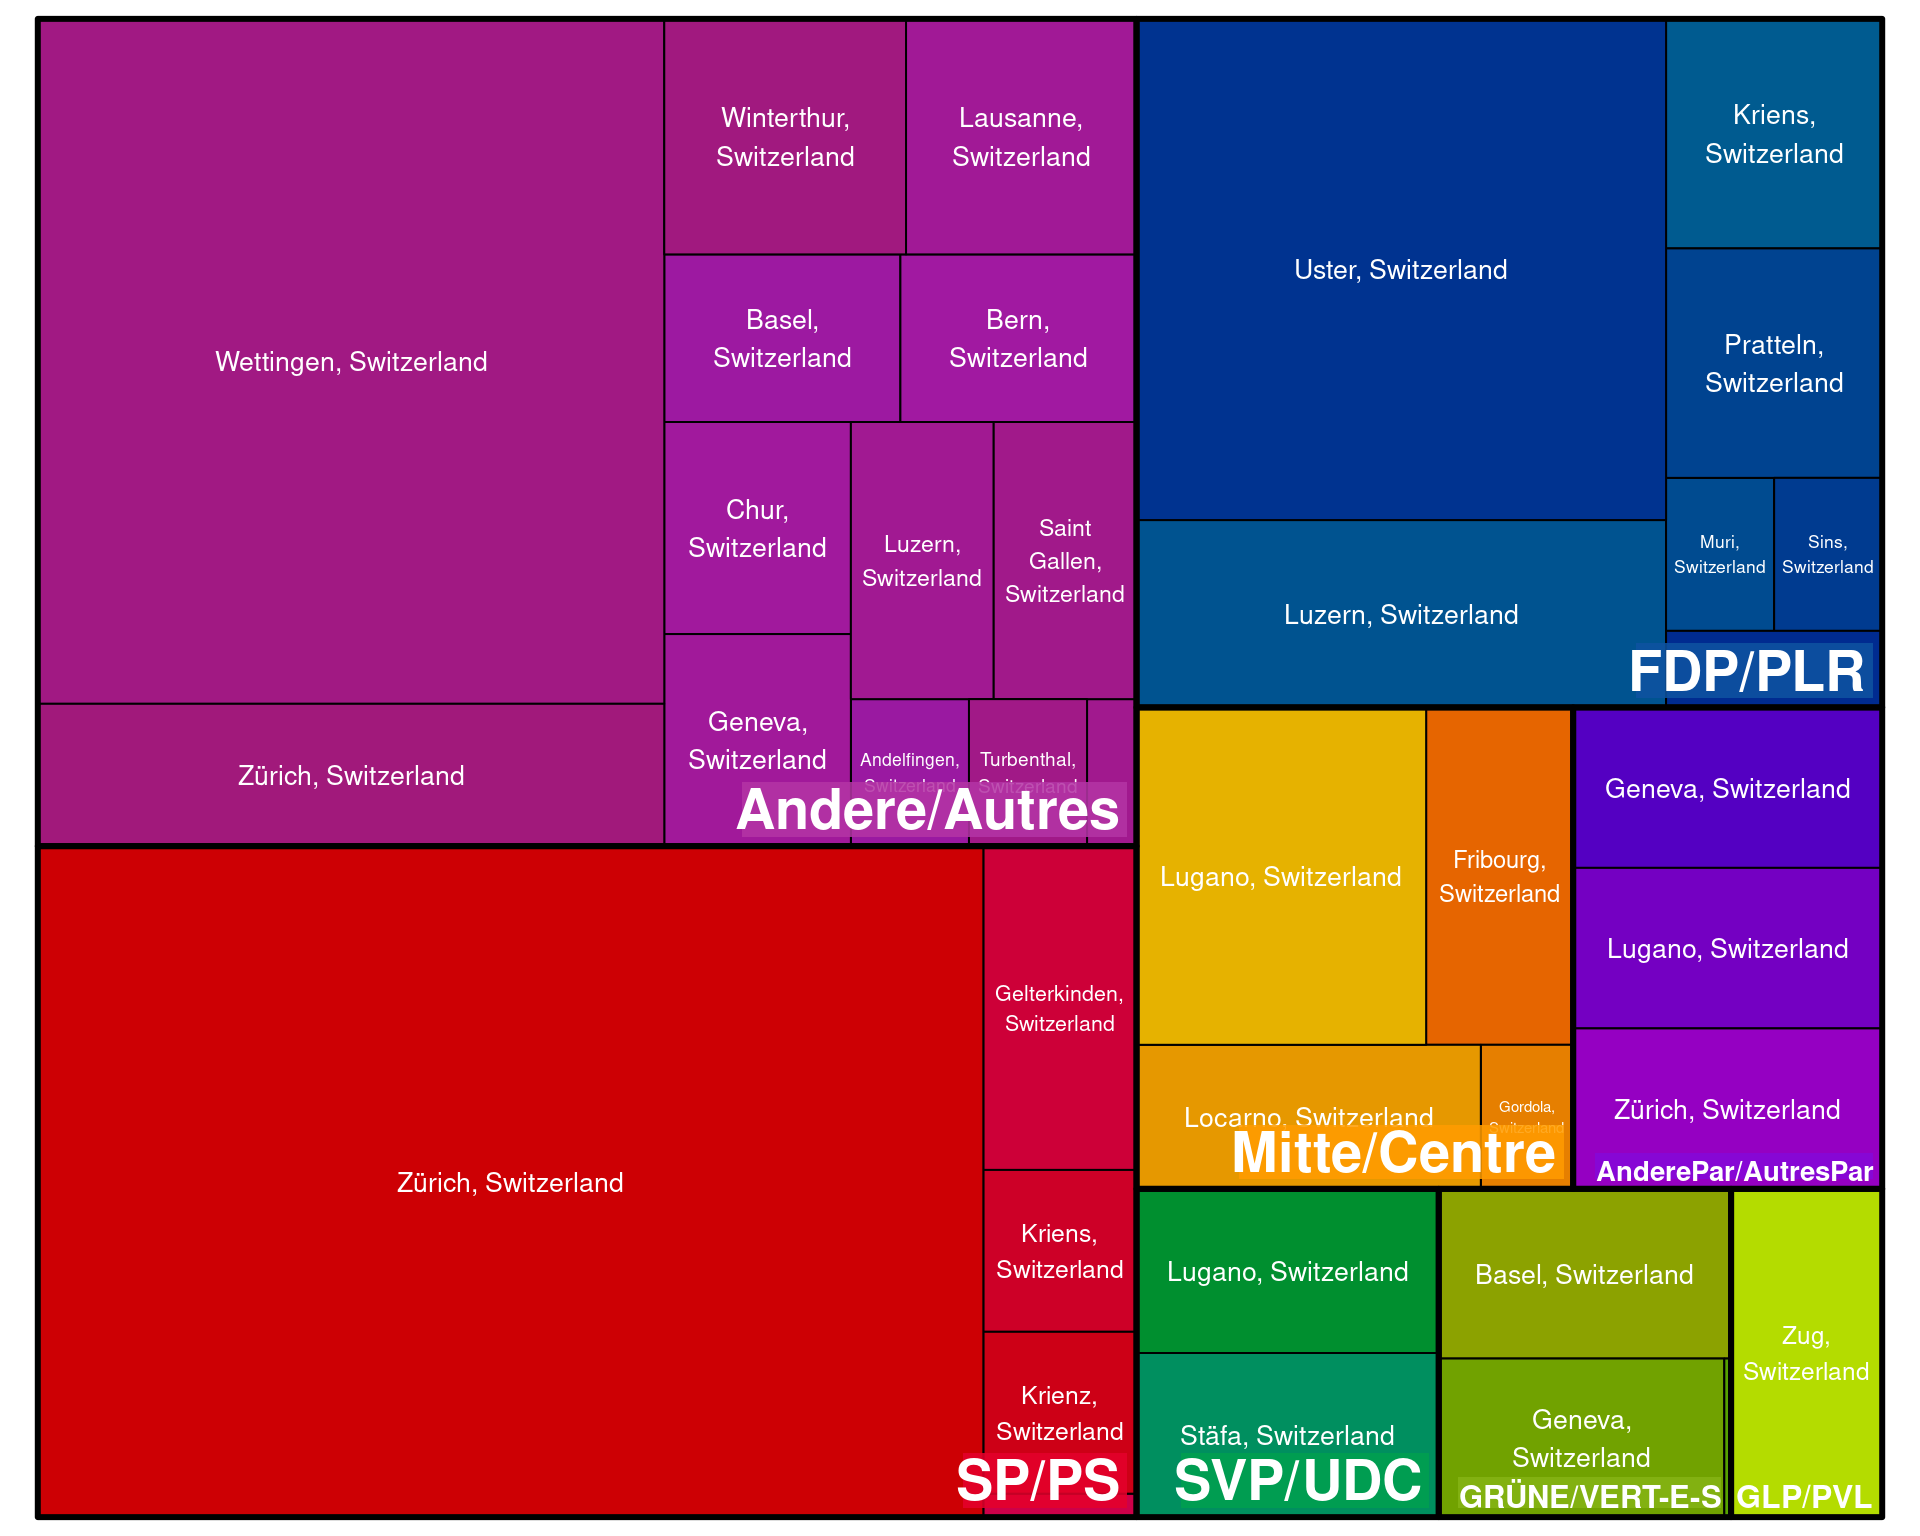 Wettingen, Switzerland
Zürich, Switzerland
Winterthur,
Switzerland
Lausanne,
Switzerland
Basel,
Switzerland
Bern,
Switzerland
Chur,
Switzerland
Geneva,
Switzerland
Luzern,
Switzerland
Saint
Gallen,
Switzerland
Andelfingen,
Switzerland
Turbenthal,
Switzerland
Andere/Autres
Uster, Switzerland
Luzern, Switzerland
Kriens,
Switzerland
Pratteln,
Switzerland
Muri,
Switzerland
Sins,
Switzerland
FDP/PLR
Zürich, Switzerland
Gelterkinden,
Switzerland
Kriens,
Switzerland
Krienz,
Switzerland
SP/PS
Lugano, Switzerland
Fribourg,
Switzerland
Locarno, Switzerland
Gordola,
Switzerland
Mitte/Centre
Geneva, Switzerland
Lugano, Switzerland
Zürich, Switzerland
AnderePar/AutresPar
Lugano, Switzerland
Stäfa, Switzerland
SVP/UDC
Basel, Switzerland
Geneva,
Switzerland
GRÜNE/VERT-E-S
Zug,
Switzerland
GLP/PVL